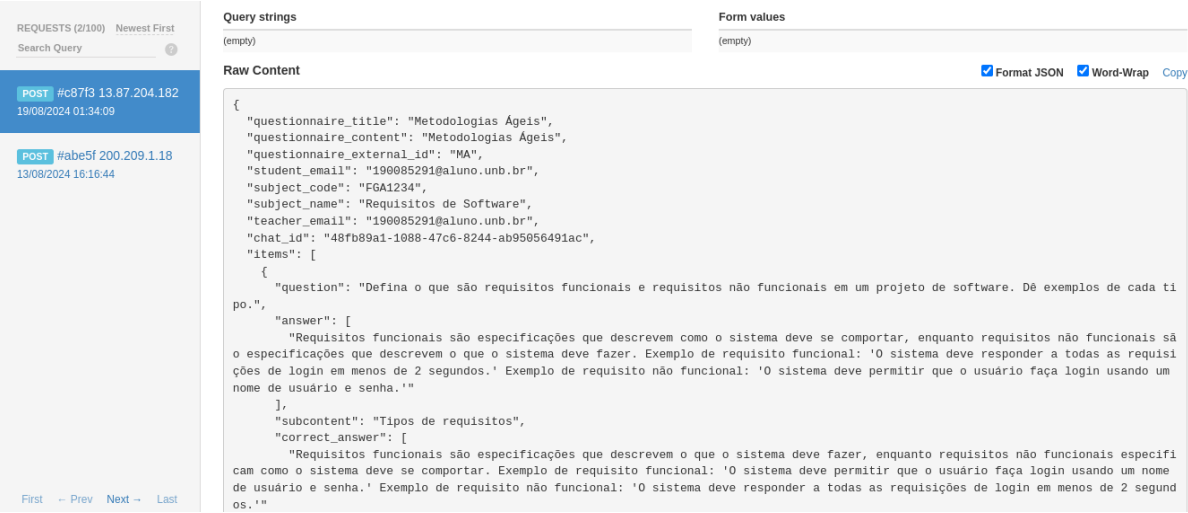 REQUESTS (2/100) Newest First
Search Query ?
POST #c87f3 13.87.204.182
19/08/2024 01:34:09
POST #abe5f 200.209.1.18
13/08/2024 16:16:44
First ← Prev Next → Last
Query strings
(empty)
Form values
(empty)
Raw Content
Format JSON Word-Wrap Copy
{
"questionnaire_title": "Metodologias Ágeis",
"questionnaire_content": "Metodologias Ágeis",
"questionnaire_external_id": "MA",
"student_email": "190085291@aluno.unb.br",
"subject_code": "FGA1234",
"subject_name": "Requisitos de Software",
"teacher_email": "190085291@aluno.unb.br",
"chat_id": "48fb89a1-1088-47c6-8244-ab95056491ac",
"items": [
{
"question": "Defina o que são requisitos funcionais e requisitos não funcionais em um projeto de software. Dê exemplos de cada ti
po.",
"answer": [
"Requisitos funcionais são especificações que descrevem como o sistema deve se comportar, enquanto requisitos não funcionais sã
o especificações que descrevem o que o sistema deve fazer. Exemplo de requisito funcional: 'O sistema deve responder a todas as requisi
ções de login em menos de 2 segundos.' Exemplo de requisito não funcional: 'O sistema deve permitir que o usuário faça login usando um
nome de usuário e senha.'"
],
"subcontent": "Tipos de requisitos",
"correct_answer": [
"Requisitos funcionais são especificações que descrevem o que o sistema deve fazer, enquanto requisitos não funcionais especifi
cam como o sistema deve se comportar. Exemplo de requisito funcional: 'O sistema deve permitir que o usuário faça login usando um nome
de usuário e senha.' Exemplo de requisito não funcional: 'O sistema deve responder a todas as requisições de login em menos de 2 segund
os.'"